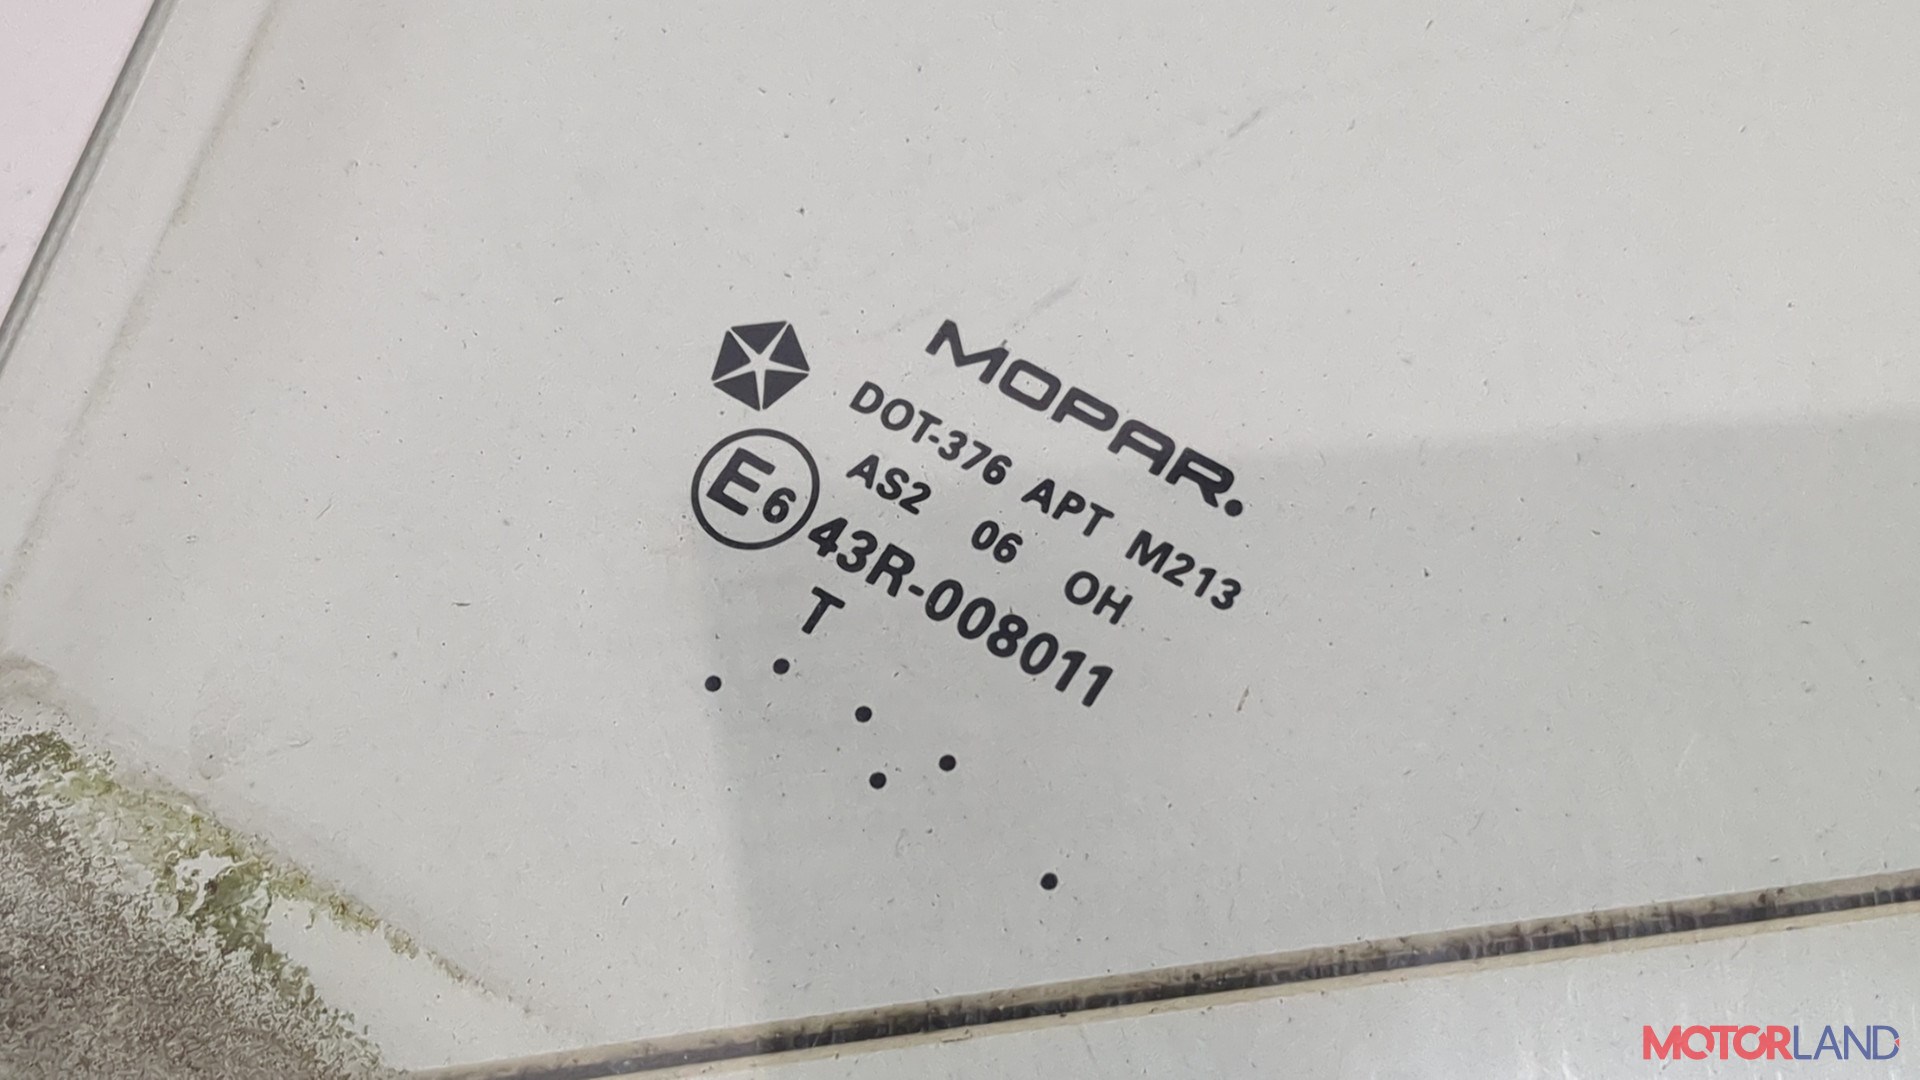 MOPAR.
DOT-376 APT M213
AS2 06 OH
E6 43R-008011
T
MOTORLAND